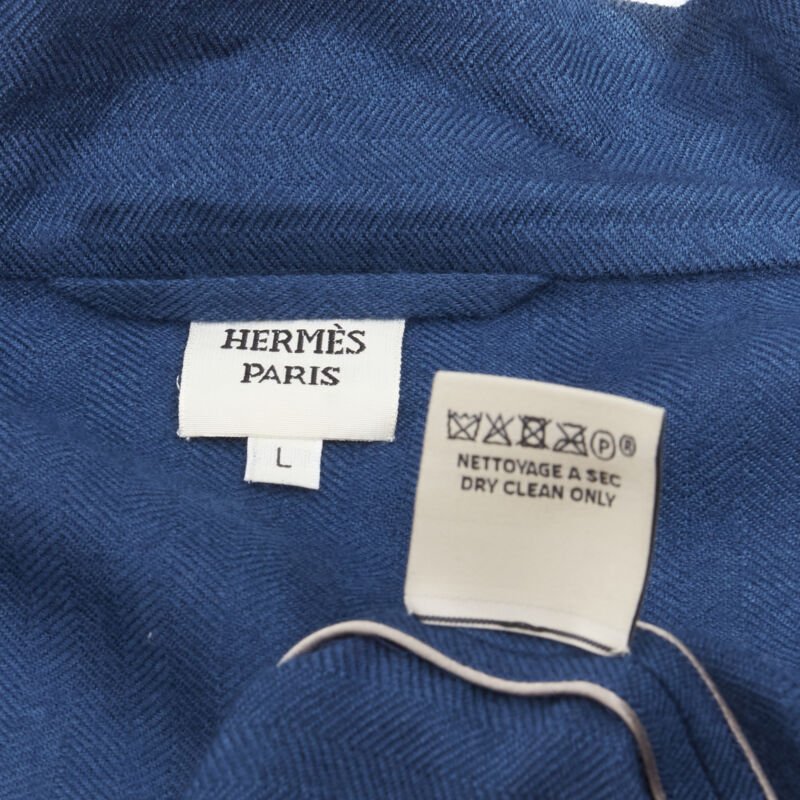 HERMÈS
PARIS
L
P ®
NETTOYAGE A SEC
DRY CLEAN ONLY